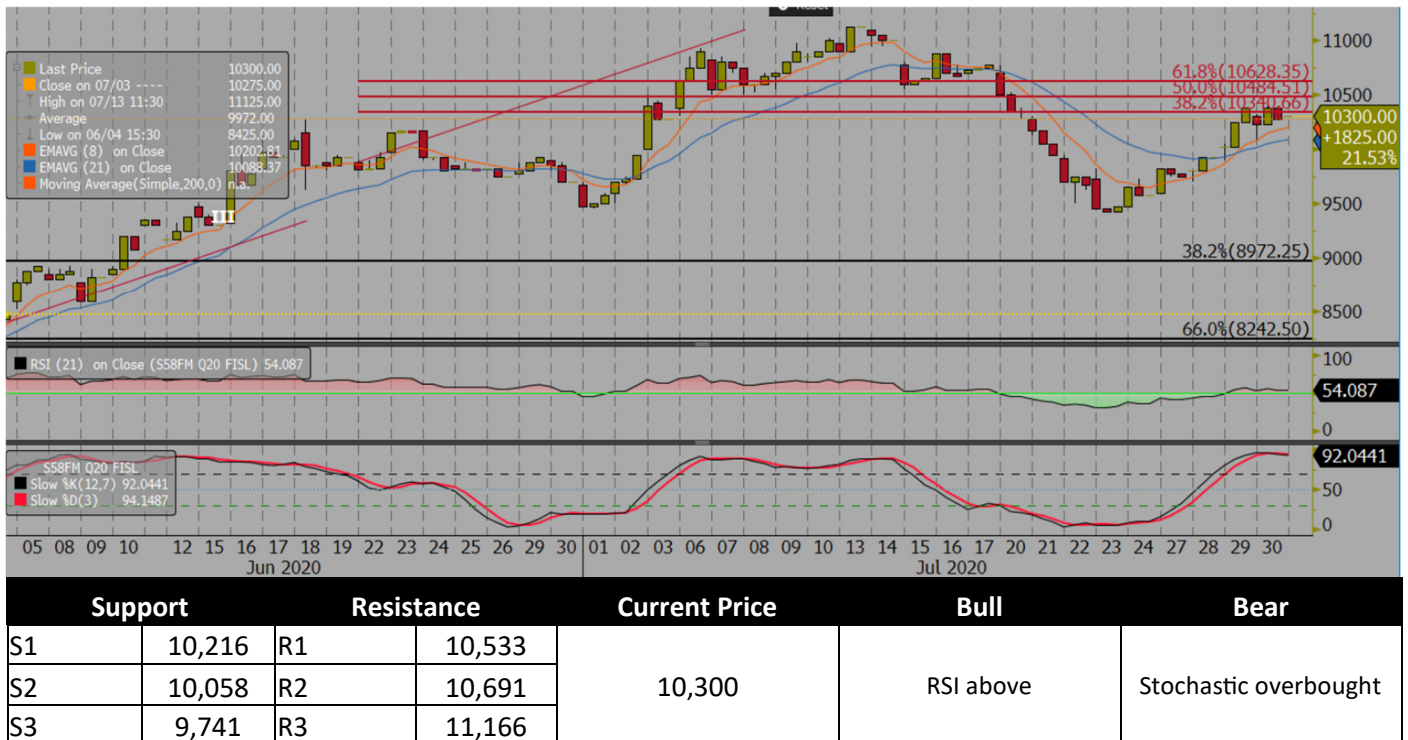 Reset
11000
10500
9500
9000
8500
Last Price 10300.00
Close on 07/03 ---- 10275.00
High on 07/13 11:30 11125.00
Average 9972.00
Low on 06/04 15:30 8425.00
EMAVG (8) on Close 10202.81
EMAVG (21) on Close 10088.37
Moving Average(Simple,200,0) n.a.
III
61.8%(10628.35)
50.0%(10484.51)
38.2%(10340.66)
10300.00
+1825.00
21.53%
38.2%(8972.25)
66.0%(8242.50)
RSI (21) on Close (S58FM Q20 FISL) 54.087
100
54.087
0
S58FM Q20 FISL
Slow %K(12,7) 92.0441
Slow %D(3) 94.1487
92.0441
50
0
05 08 09 10 12 15 16 17 18 19 22 23 24 25 26 29 30 01 02 03 06 07 08 09 10 13 14 15 16 17 20 21 22 23 24 27 28 29 30
Jun 2020 Jul 2020
Support Resistance Current Price Bull Bear
S1 10,216 R1 10,533
S2 10,058 R2 10,691 10,300 RSI above Stochastic overbought
S3 9,741 R3 11,166